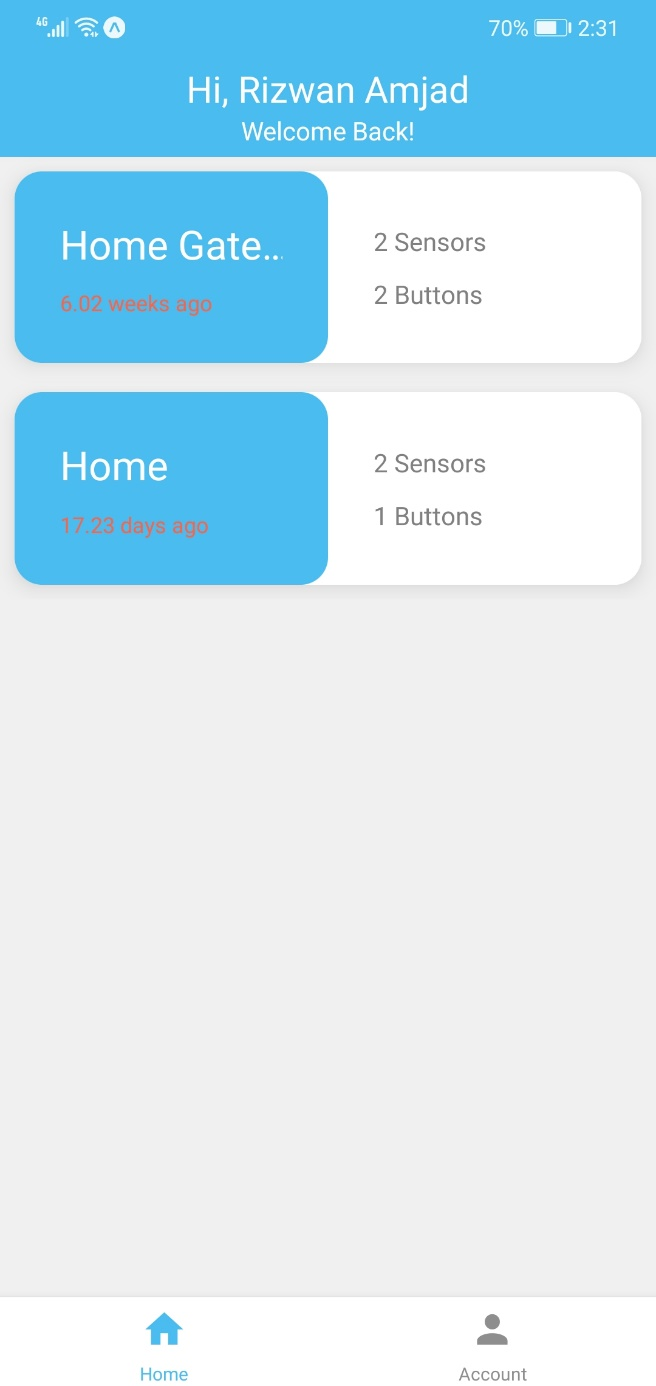 4G
70% 2:31
Hi, Rizwan Amjad
Welcome Back!
Home Gate...
6.02 weeks ago
2 Sensors
2 Buttons
Home
17.23 days ago
2 Sensors
1 Buttons
Home
Account